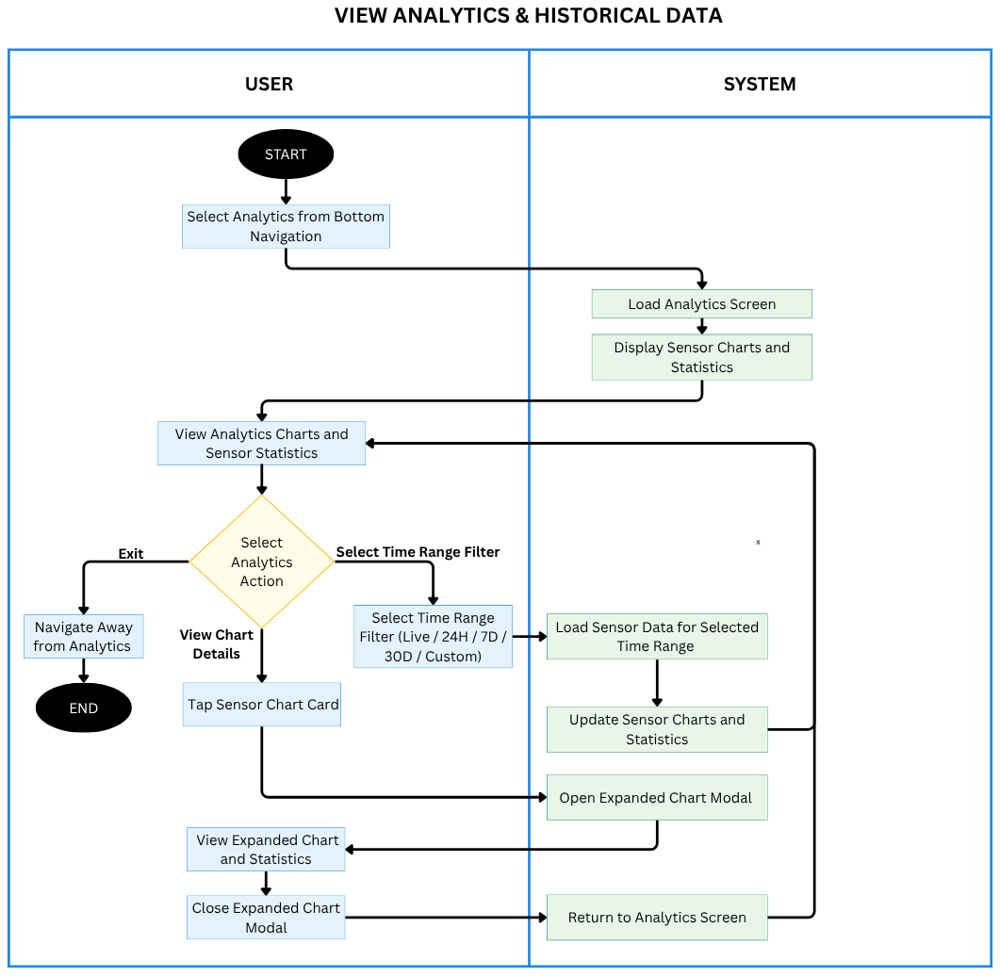 VIEW ANALYTICS & HISTORICAL DATA
USER
SYSTEM
START
Select Analytics from Bottom
Navigation
Load Analytics Screen
Display Sensor Charts and
Statistics
View Analytics Charts and
Sensor Statistics
x
Select
Analytics
Action
Exit
Select Time Range Filter
View Chart
Details
Navigate Away
from Analytics
END
Select Time Range
Filter (Live / 24H / 7D /
30D / Custom)
Load Sensor Data for Selected
Time Range
Tap Sensor Chart Card
Update Sensor Charts and
Statistics
Open Expanded Chart Modal
View Expanded Chart
and Statistics
Close Expanded Chart
Modal
Return to Analytics Screen